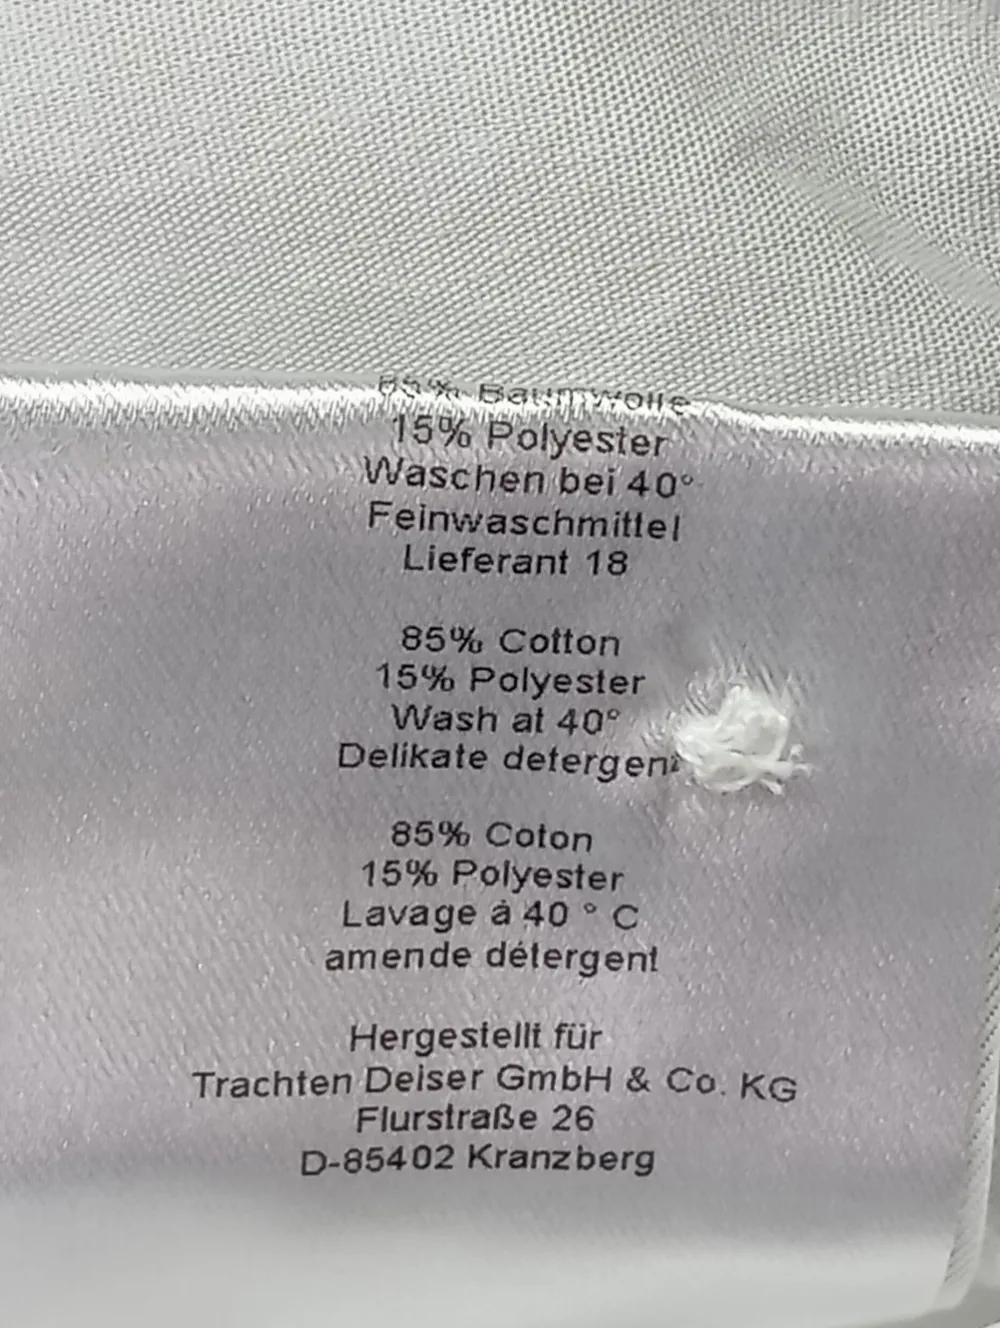 85% Baumwolle
15% Polyester
Waschen bei 40°
Feinwaschmittel
Lieferant 18
85% Cotton
15% Polyester
Wash at 40°
Delikate detergent
85% Coton
15% Polyester
Lavage à 40 ° C
amende détergent
Hergestellt für
Trachten Deiser GmbH & Co. KG
Flurstraße 26
D-85402 Kranzberg